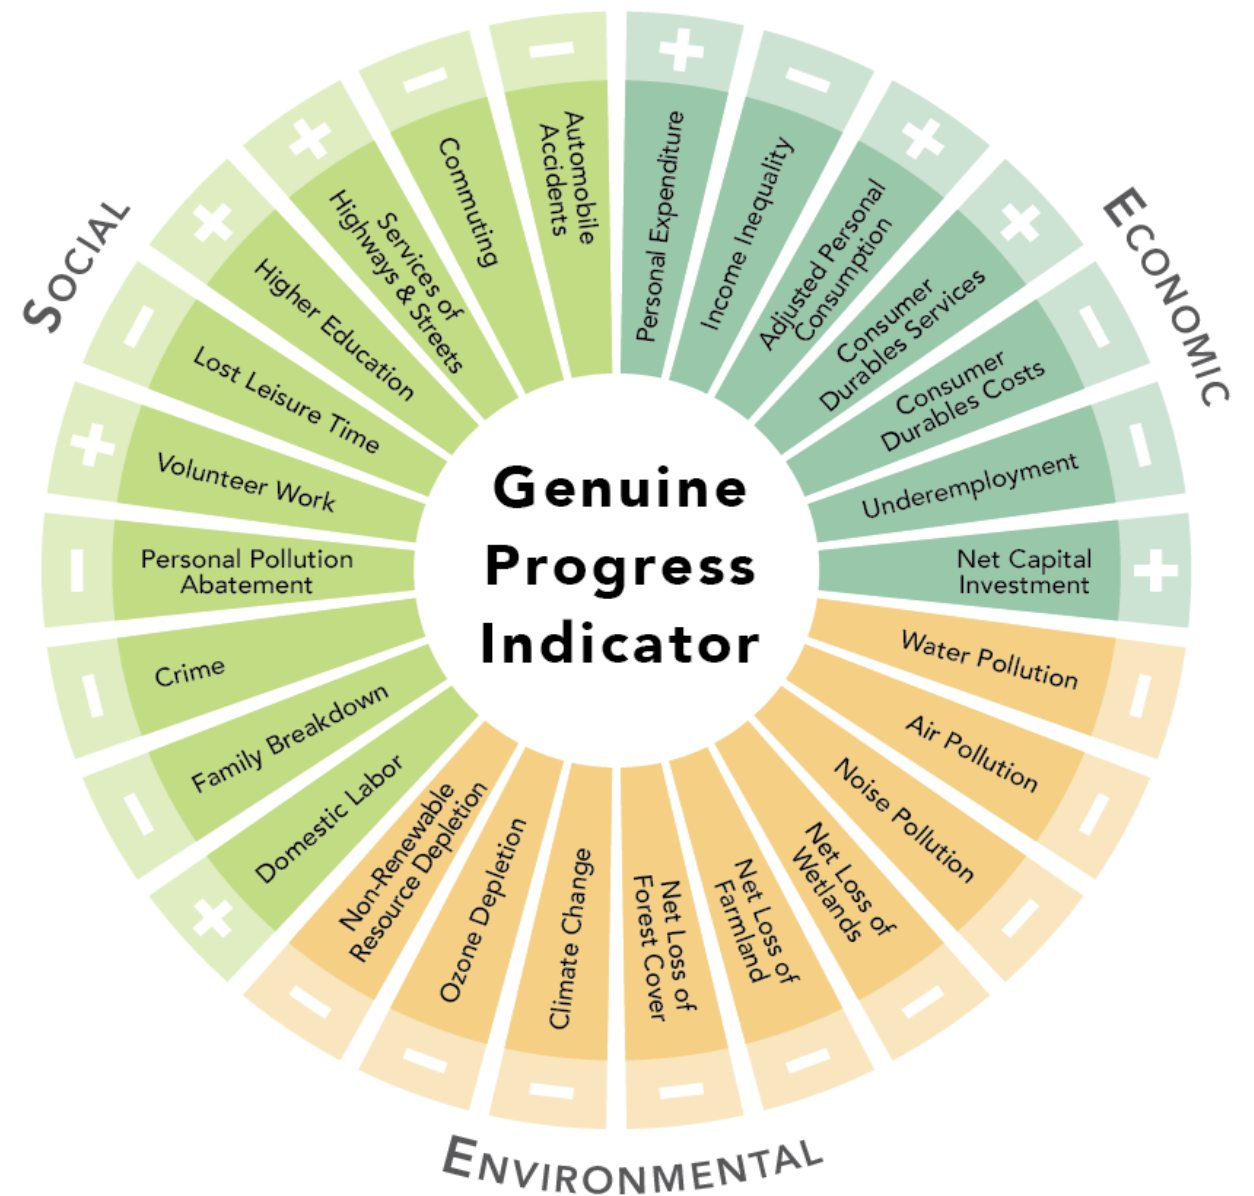 Genuine
Progress
Indicator
ECONOMIC
+
Personal Expenditure
−
Income Inequality
+
Adjusted Personal
Consumption
+
Consumer
Durables Services
−
Consumer
Durables Costs
−
Underemployment
+
Net Capital
Investment
ENVIRONMENTAL
−
Water Pollution
−
Air Pollution
−
Noise Pollution
−
Net Loss of
Wetlands
−
Net Loss of
Farmland
−
Net Loss of
Forest Cover
−
Climate Change
−
Ozone Depletion
−
Non-Renewable
Resource Depletion
SOCIAL
+
Domestic Labor
−
Family Breakdown
−
Crime
−
Personal Pollution
Abatement
+
Volunteer Work
−
Lost Leisure Time
+
Higher Education
+
Services of
Highways & Streets
−
Commuting
−
Automobile
Accidents